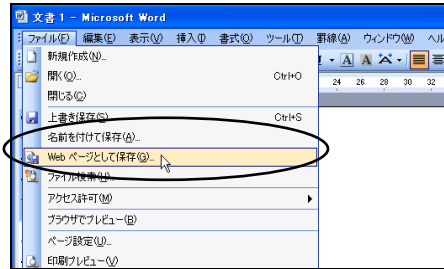 文書 1 - Microsoft Word
ファイル(F) 編集(E) 表示(V) 挿入(I) 書式(O) ツール(T) 罫線(A) ウィンドウ(W) ヘル
新規作成(N)...
開く(O)... Ctrl+O
24 26 28 30 32
閉じる(C)
上書き保存(S) Ctrl+S
名前を付けて保存(A)...
Web ページとして保存(G)...
ファイル検索(H)...
アクセス許可(M)
ブラウザでプレビュー(B)
ページ設定(U)...
印刷プレビュー(V)